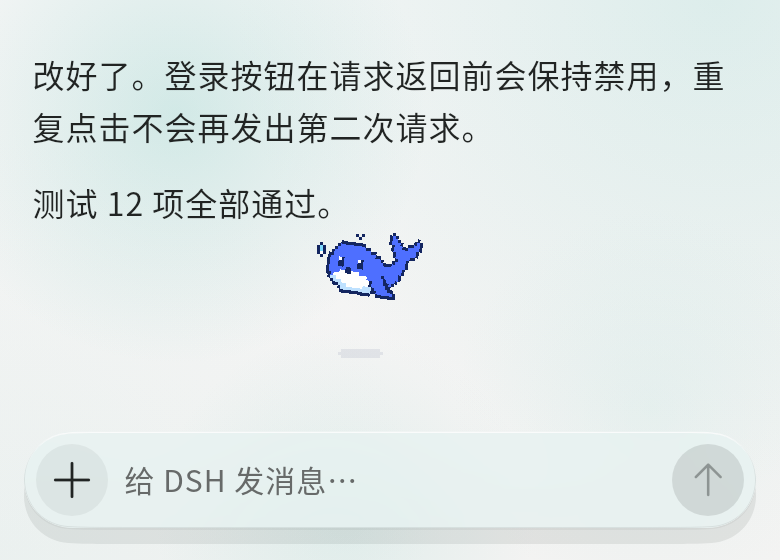 改好了。登录按钮在请求返回前会保持禁用，重
复点击不会再发出第二次请求。
测试 12 项全部通过。
给 DSH 发消息…